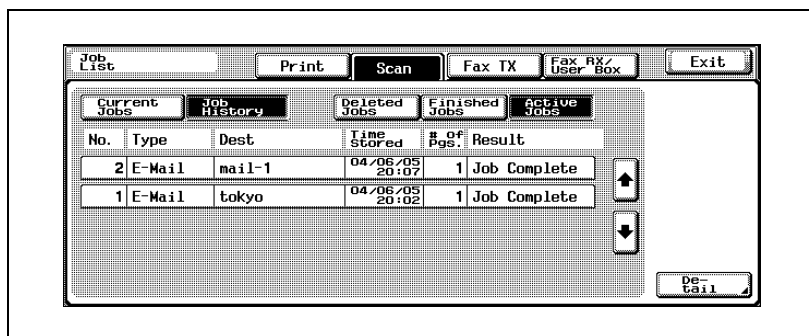 Job List
Print Scan Fax TX Fax RX/ User Box Exit
Current Jobs Job History Deleted Jobs Finished Jobs Active Jobs
No. Type Dest Time Stored # of Pgs. Result
2 E-Mail mail-1 04/06/05 20:07 1 Job Complete
1 E-Mail tokyo 04/06/05 20:02 1 Job Complete
De-
tail